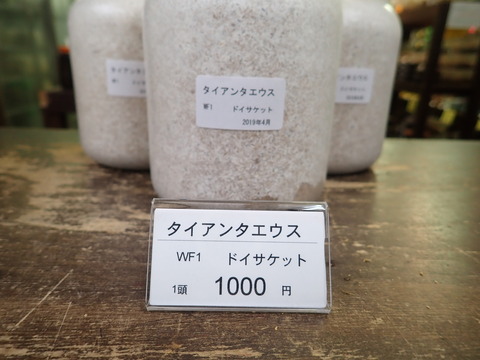 タイアンタエウス
WF1 ドイサケット
2019年4月
タイアンタエウス
WF1 ドイサケット
1頭 1000 円